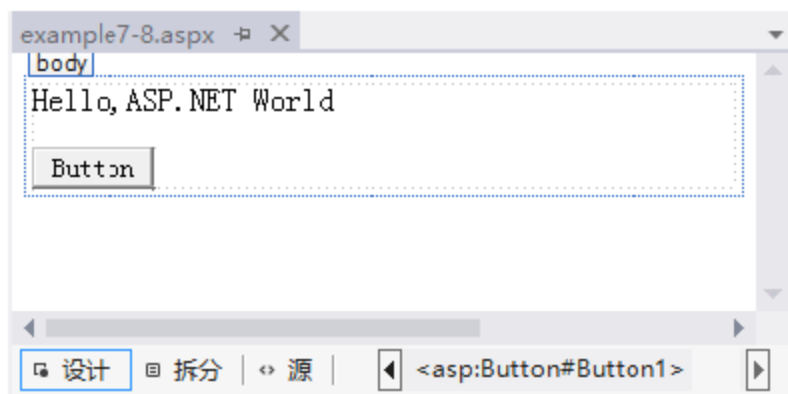 example7-8.aspx
body
Hello,ASP.NET World
Button
设计 拆分 源 <asp:Button#Button1>